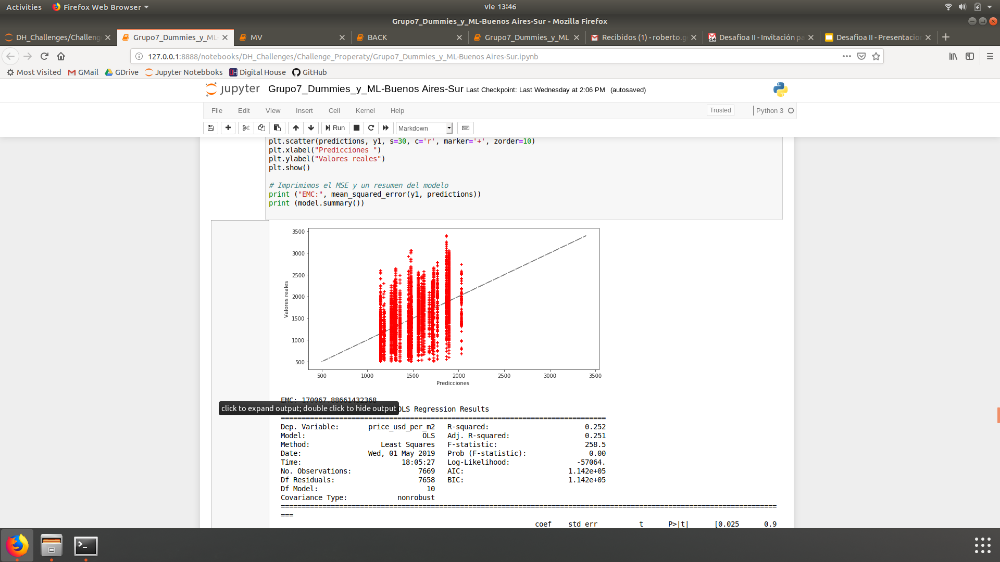 Activities
Firefox Web Browser
vie 13:46
Grupo7_Dummies_y_ML-Buenos Aires-Sur - Mozilla Firefox
DH_Challenges/Challeng
Grupo7_Dummies_y_ML-
MV
BACK
Grupo7_Dummies_y_ML
Recibidos (1) - roberto.g
Desafioa II - Invitación pa
Desafioa II - Presentacion
127.0.0.1:8888/notebooks/DH_Challenges/Challenge_Properaty/Grupo7_Dummies_y_ML-Buenos Aires-Sur.ipynb
Most Visited
GMail
GDrive
Jupyter Notebboks
DH
Digital House
GitHub
jupyter
Grupo7_Dummies_y_ML-Buenos Aires-Sur Last Checkpoint: Last Wednesday at 2:06 PM (autosaved)
File Edit View Insert Cell Kernel Help
Trusted
Python 3
Run
Markdown
plt.scatter(predictions, y1, s=30, c='r', marker='+', zorder=10)
plt.xlabel("Predicciones ")
plt.ylabel("Valores reales")
plt.show()
# Imprimimos el MSE y un resumen del modelo
print ("EMC:", mean_squared_error(y1, predictions))
print (model.summary())
3500
3000
2500
2000
1500
1000
500
Valores reales
500 1000 1500 2000 2500 3000 3500
Predicciones
EMC: 170067.88661432368
click to expand output; double click to hide output
OLS Regression Results
==============================================================================
Dep. Variable: price_usd_per_m2 R-squared: 0.252
Model: OLS Adj. R-squared: 0.251
Method: Least Squares F-statistic: 258.5
Date: Wed, 01 May 2019 Prob (F-statistic): 0.00
Time: 18:05:27 Log-Likelihood: -57064.
No. Observations: 7669 AIC: 1.142e+05
Df Residuals: 7658 BIC: 1.142e+05
Df Model: 10
Covariance Type: nonrobust
=======================================================================================================================
===
coef std err t P>|t| [0.025 0.9